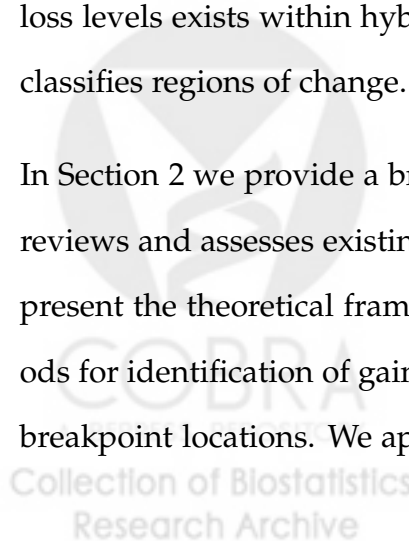 loss levels exists within hyb
classifies regions of change.
In Section 2 we provide a br
reviews and assesses existin
present the theoretical fram
COBRA
ods for identification of gain
breakpoint locations. We ap
Collection of Biostatistics
Research Archive